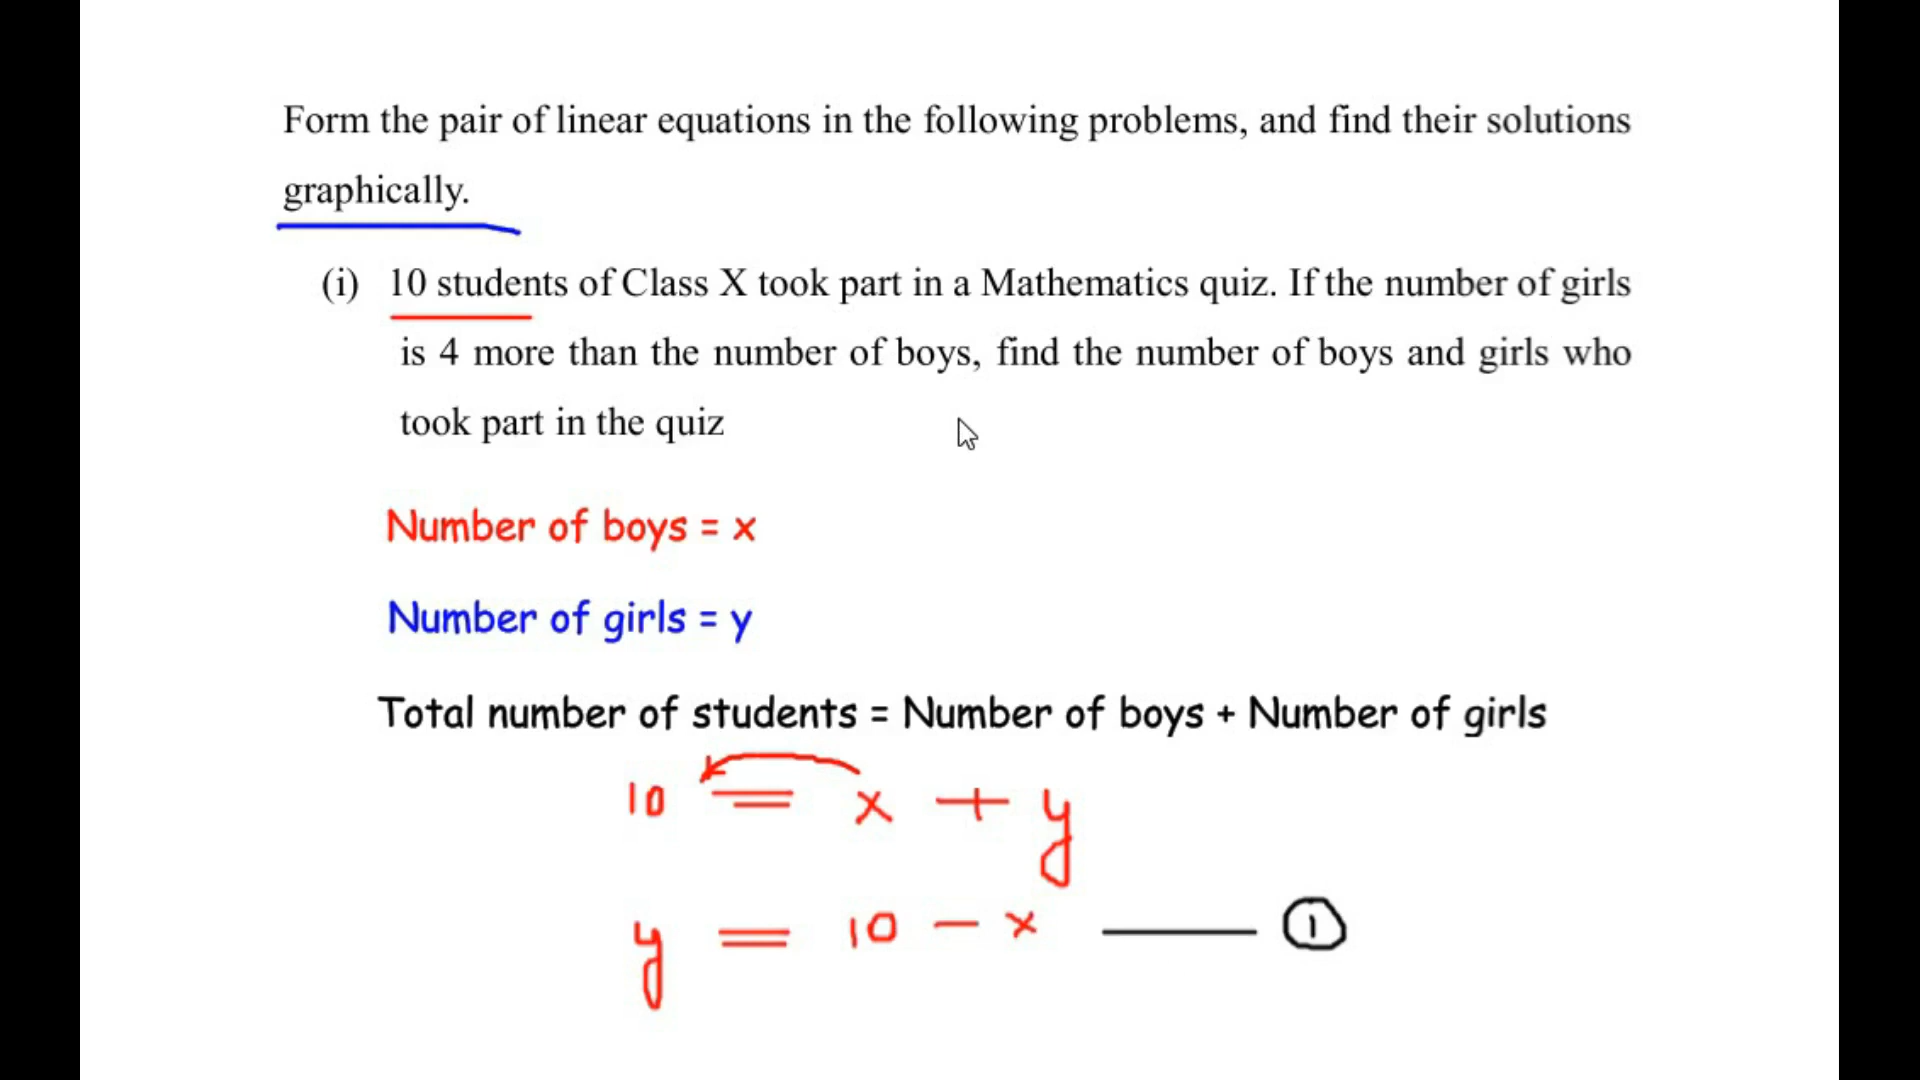 Form the pair of linear equations in the following problems, and find their solutions
graphically.
(i) 10 students of Class X took part in a Mathematics quiz. If the number of girls
is 4 more than the number of boys, find the number of boys and girls who
took part in the quiz
Number of boys = x
Number of girls = y
Total number of students = Number of boys + Number of girls
10 = x + y
y = 10 - x —— ①